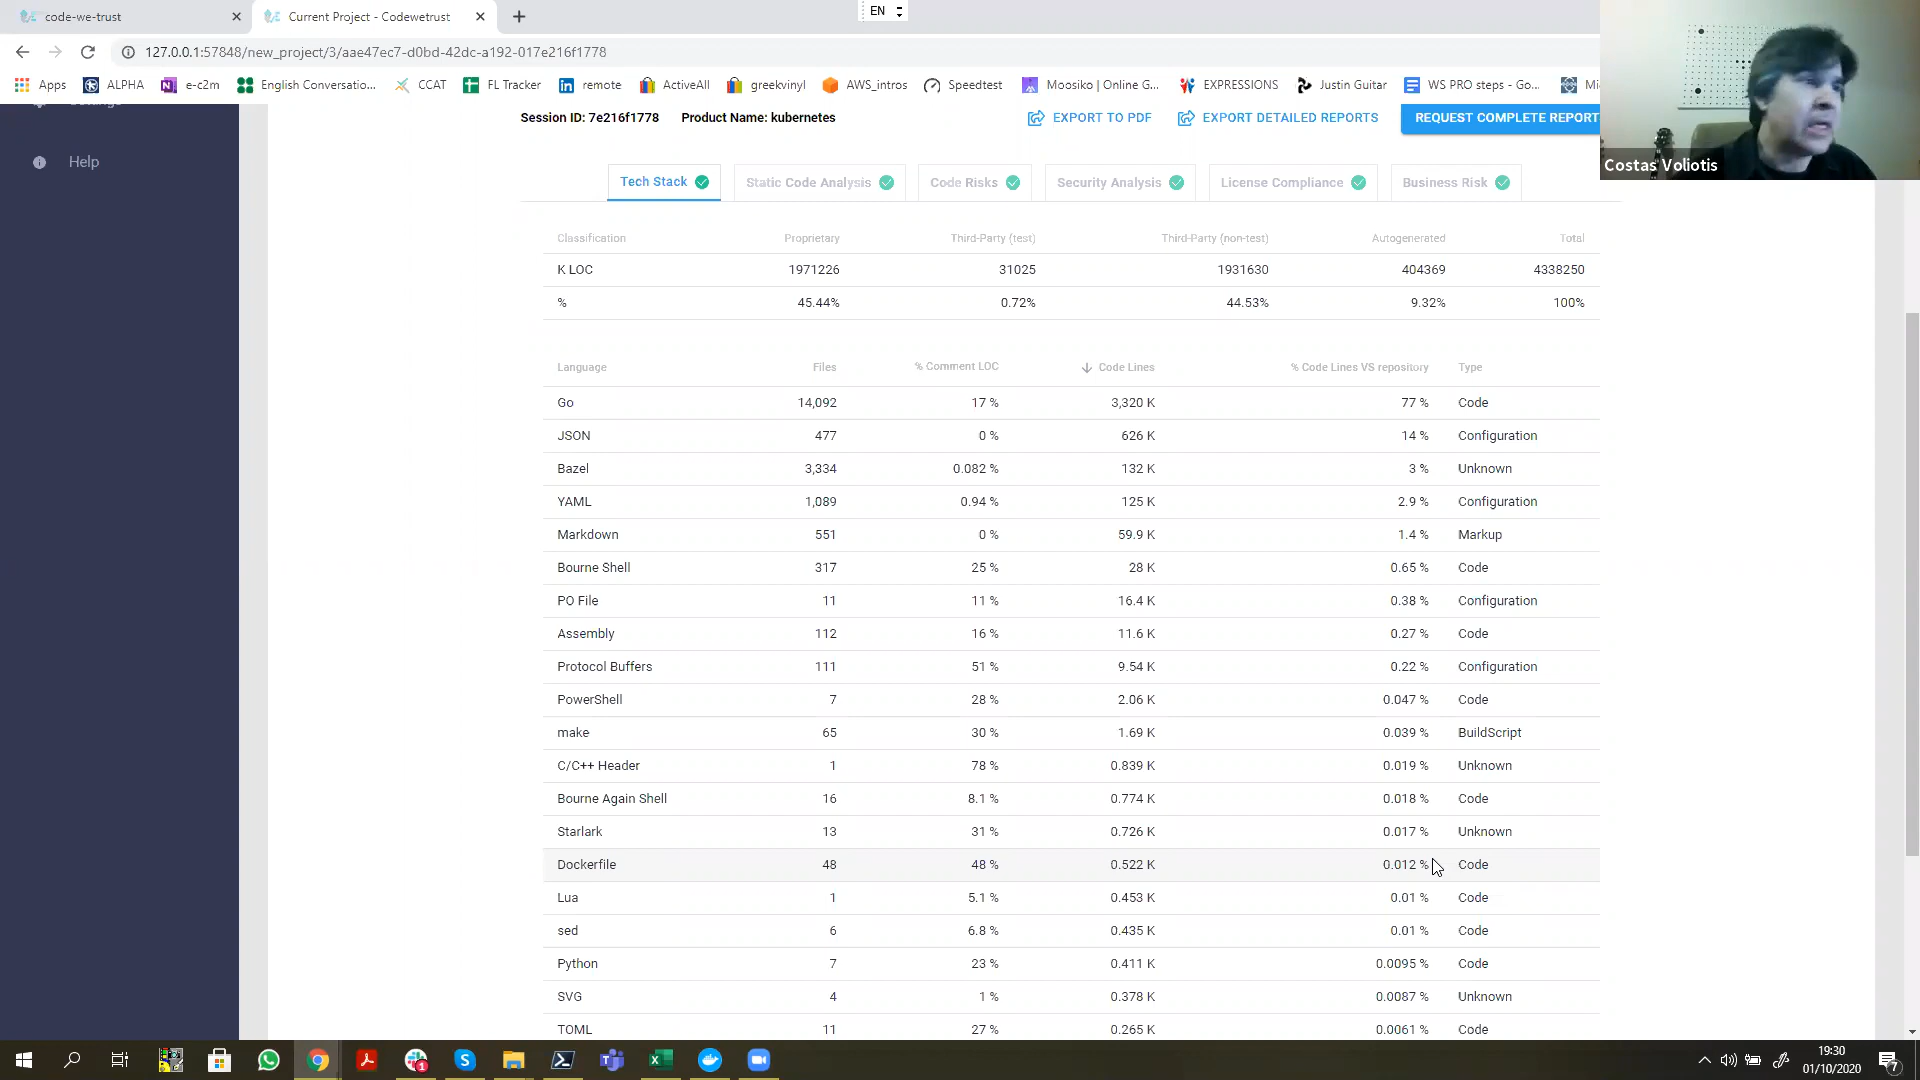 code-we-trust
Current Project - Codewetrust
EN
127.0.0.1:57848/new_project/3/aae47ec7-d0bd-42dc-a192-017e216f1778
Apps ALPHA e-c2m English Conversatio... CCAT FL Tracker remote ActiveAll greekvinyl AWS_intros Speedtest Moosiko | Online G... EXPRESSIONS Justin Guitar WS PRO steps - Go... Mi
Costas Voliotis
Settings
Help
Session ID: 7e216f1778 Product Name: kubernetes EXPORT TO PDF EXPORT DETAILED REPORTS REQUEST COMPLETE REPORT
Tech Stack Static Code Analysis Code Risks Security Analysis License Compliance Business Risk
Classification Proprietary Third-Party (test) Third-Party (non-test) Autogenerated Total
K LOC 1971226 31025 1931630 404369 4338250
% 45.44% 0.72% 44.53% 9.32% 100%
Language Files % Comment LOC Code Lines % Code Lines VS repository Type
Go 14,092 17 % 3,320 K 77 % Code
JSON 477 0 % 626 K 14 % Configuration
Bazel 3,334 0.082 % 132 K 3 % Unknown
YAML 1,089 0.94 % 125 K 2.9 % Configuration
Markdown 551 0 % 59.9 K 1.4 % Markup
Bourne Shell 317 25 % 28 K 0.65 % Code
PO File 11 11 % 16.4 K 0.38 % Configuration
Assembly 112 16 % 11.6 K 0.27 % Code
Protocol Buffers 111 51 % 9.54 K 0.22 % Configuration
PowerShell 7 28 % 2.06 K 0.047 % Code
make 65 30 % 1.69 K 0.039 % BuildScript
C/C++ Header 1 78 % 0.839 K 0.019 % Unknown
Bourne Again Shell 16 8.1 % 0.774 K 0.018 % Code
Starlark 13 31 % 0.726 K 0.017 % Unknown
Dockerfile 48 48 % 0.522 K 0.012 % Code
Lua 1 5.1 % 0.453 K 0.01 % Code
sed 6 6.8 % 0.435 K 0.01 % Code
Python 7 23 % 0.411 K 0.0095 % Code
SVG 4 1 % 0.378 K 0.0087 % Unknown
TOML 11 27 % 0.265 K 0.0061 % Code
19:30
01/10/2020